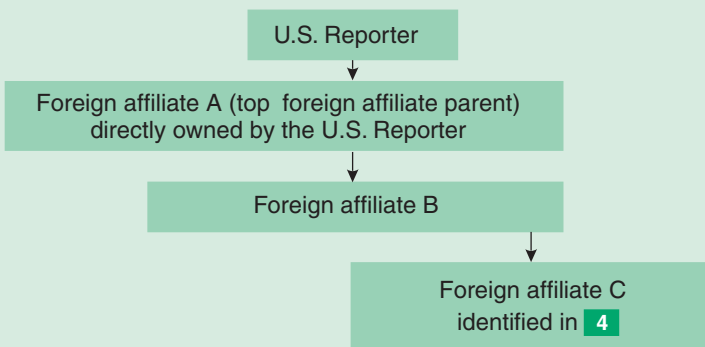 U.S. Reporter
Foreign affiliate A (top foreign affiliate parent)
directly owned by the U.S. Reporter
Foreign affiliate B
Foreign affiliate C
identified in 4